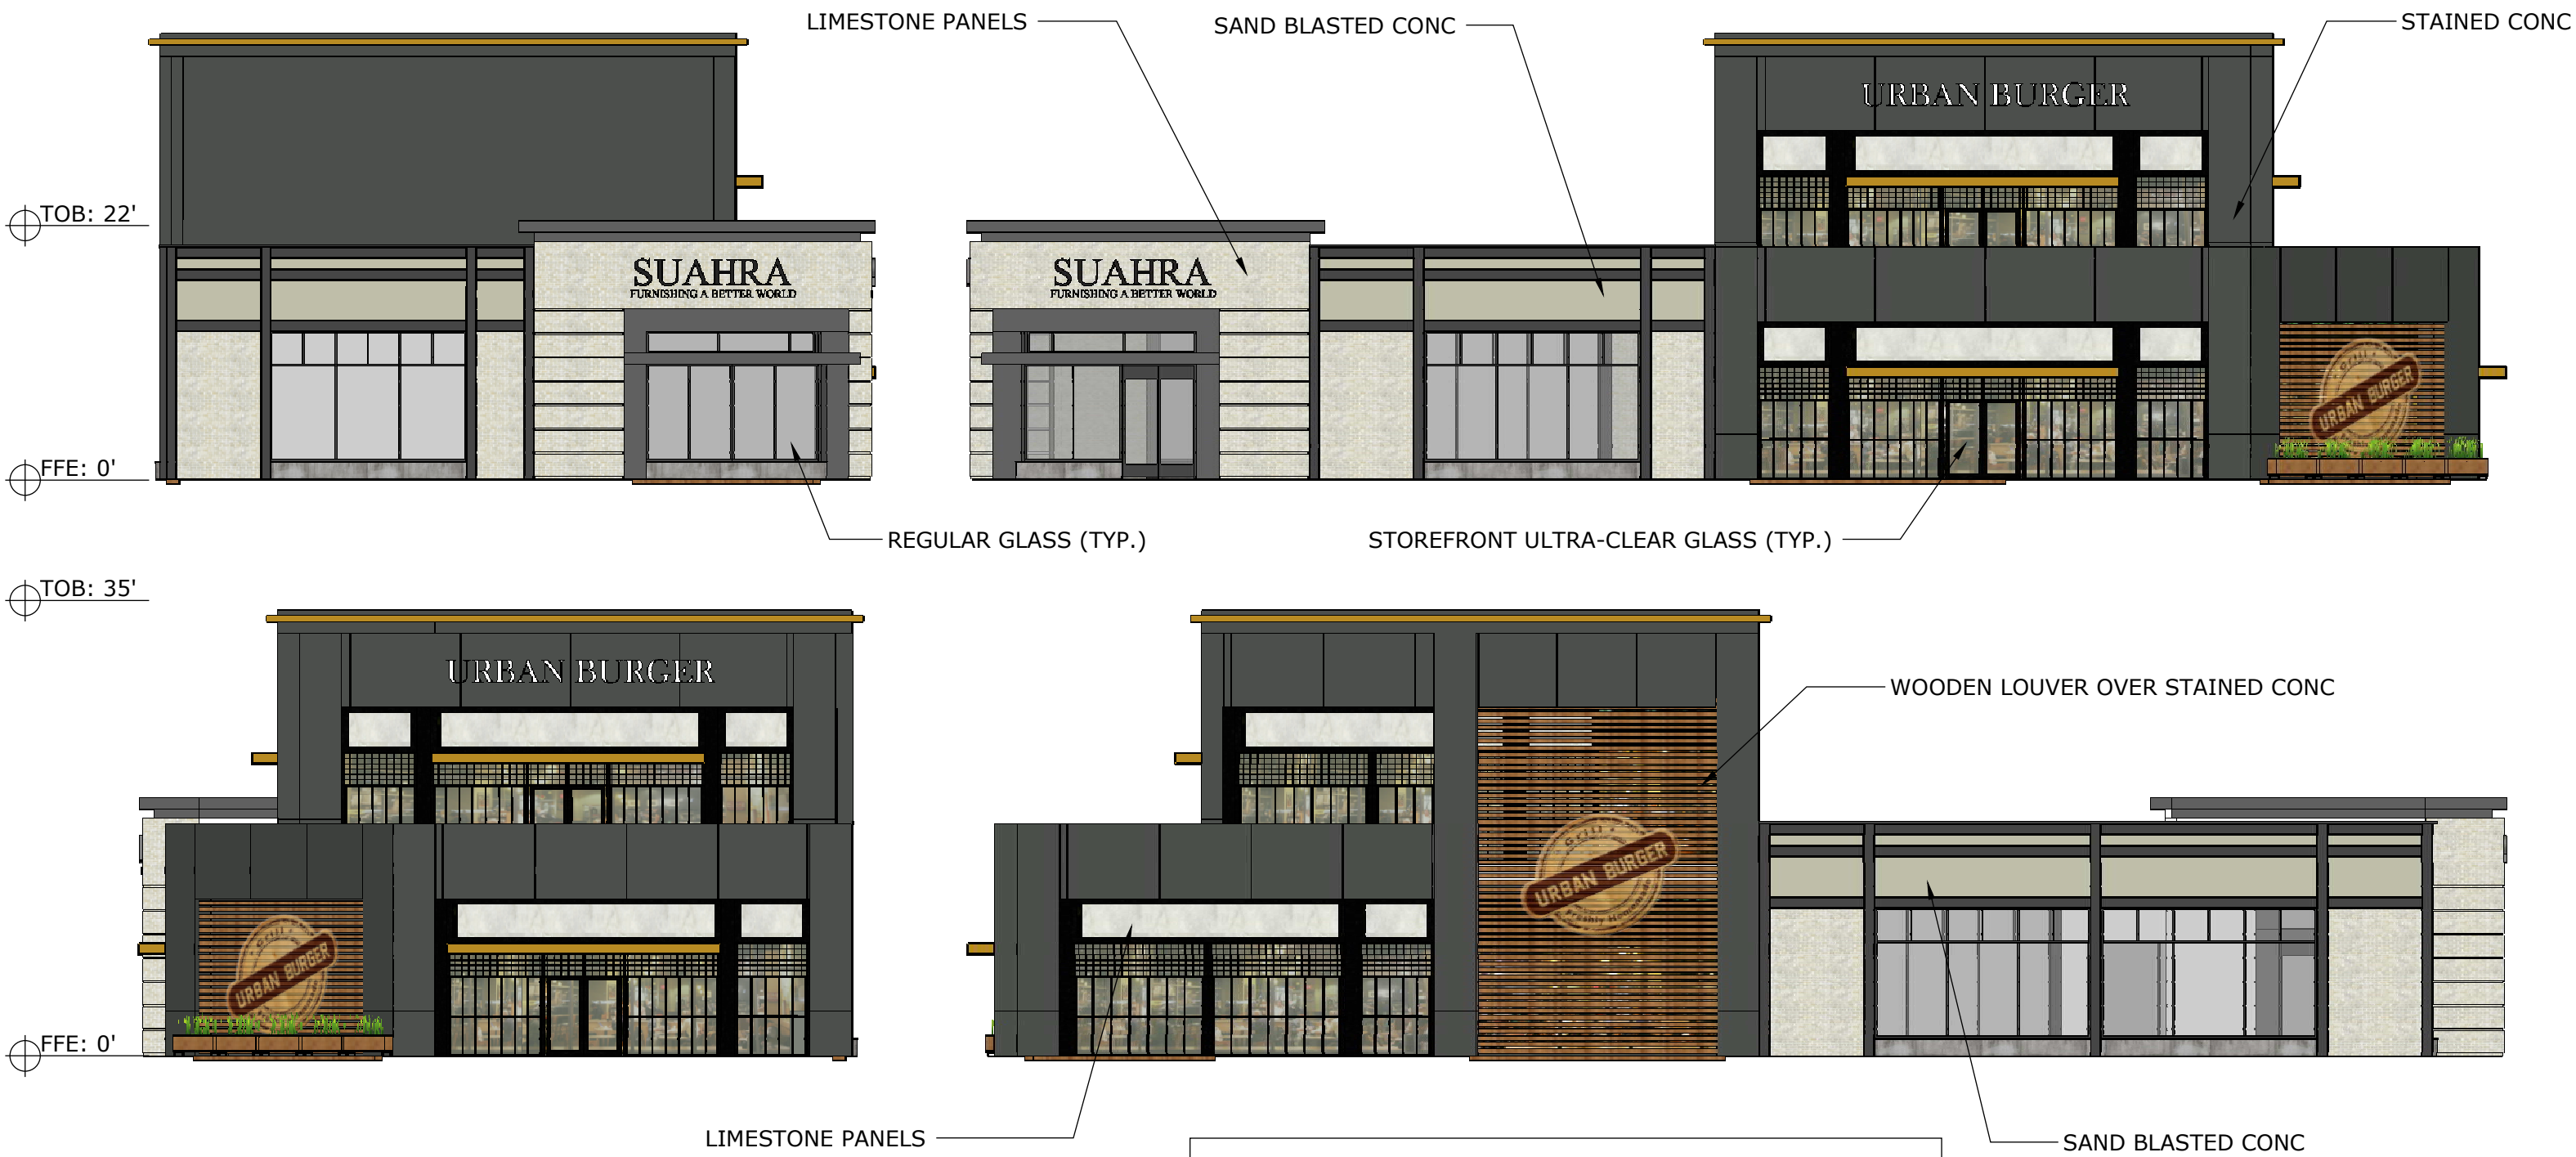 LIMESTONE PANELS
SAND BLASTED CONC
STAINED CONC
URBAN BURGER
TOB: 22'
SUAHRA
FURNISHING A BETTER WORLD
SUAHRA
FURNISHING A BETTER WORLD
URBAN BURGER
FFE: 0'
REGULAR GLASS (TYP.)
STOREFRONT ULTRA-CLEAR GLASS (TYP.)
TOB: 35'
URBAN BURGER
WOODEN LOUVER OVER STAINED CONC
URBAN BURGER
URBAN BURGER
FFE: 0'
LIMESTONE PANELS
SAND BLASTED CONC